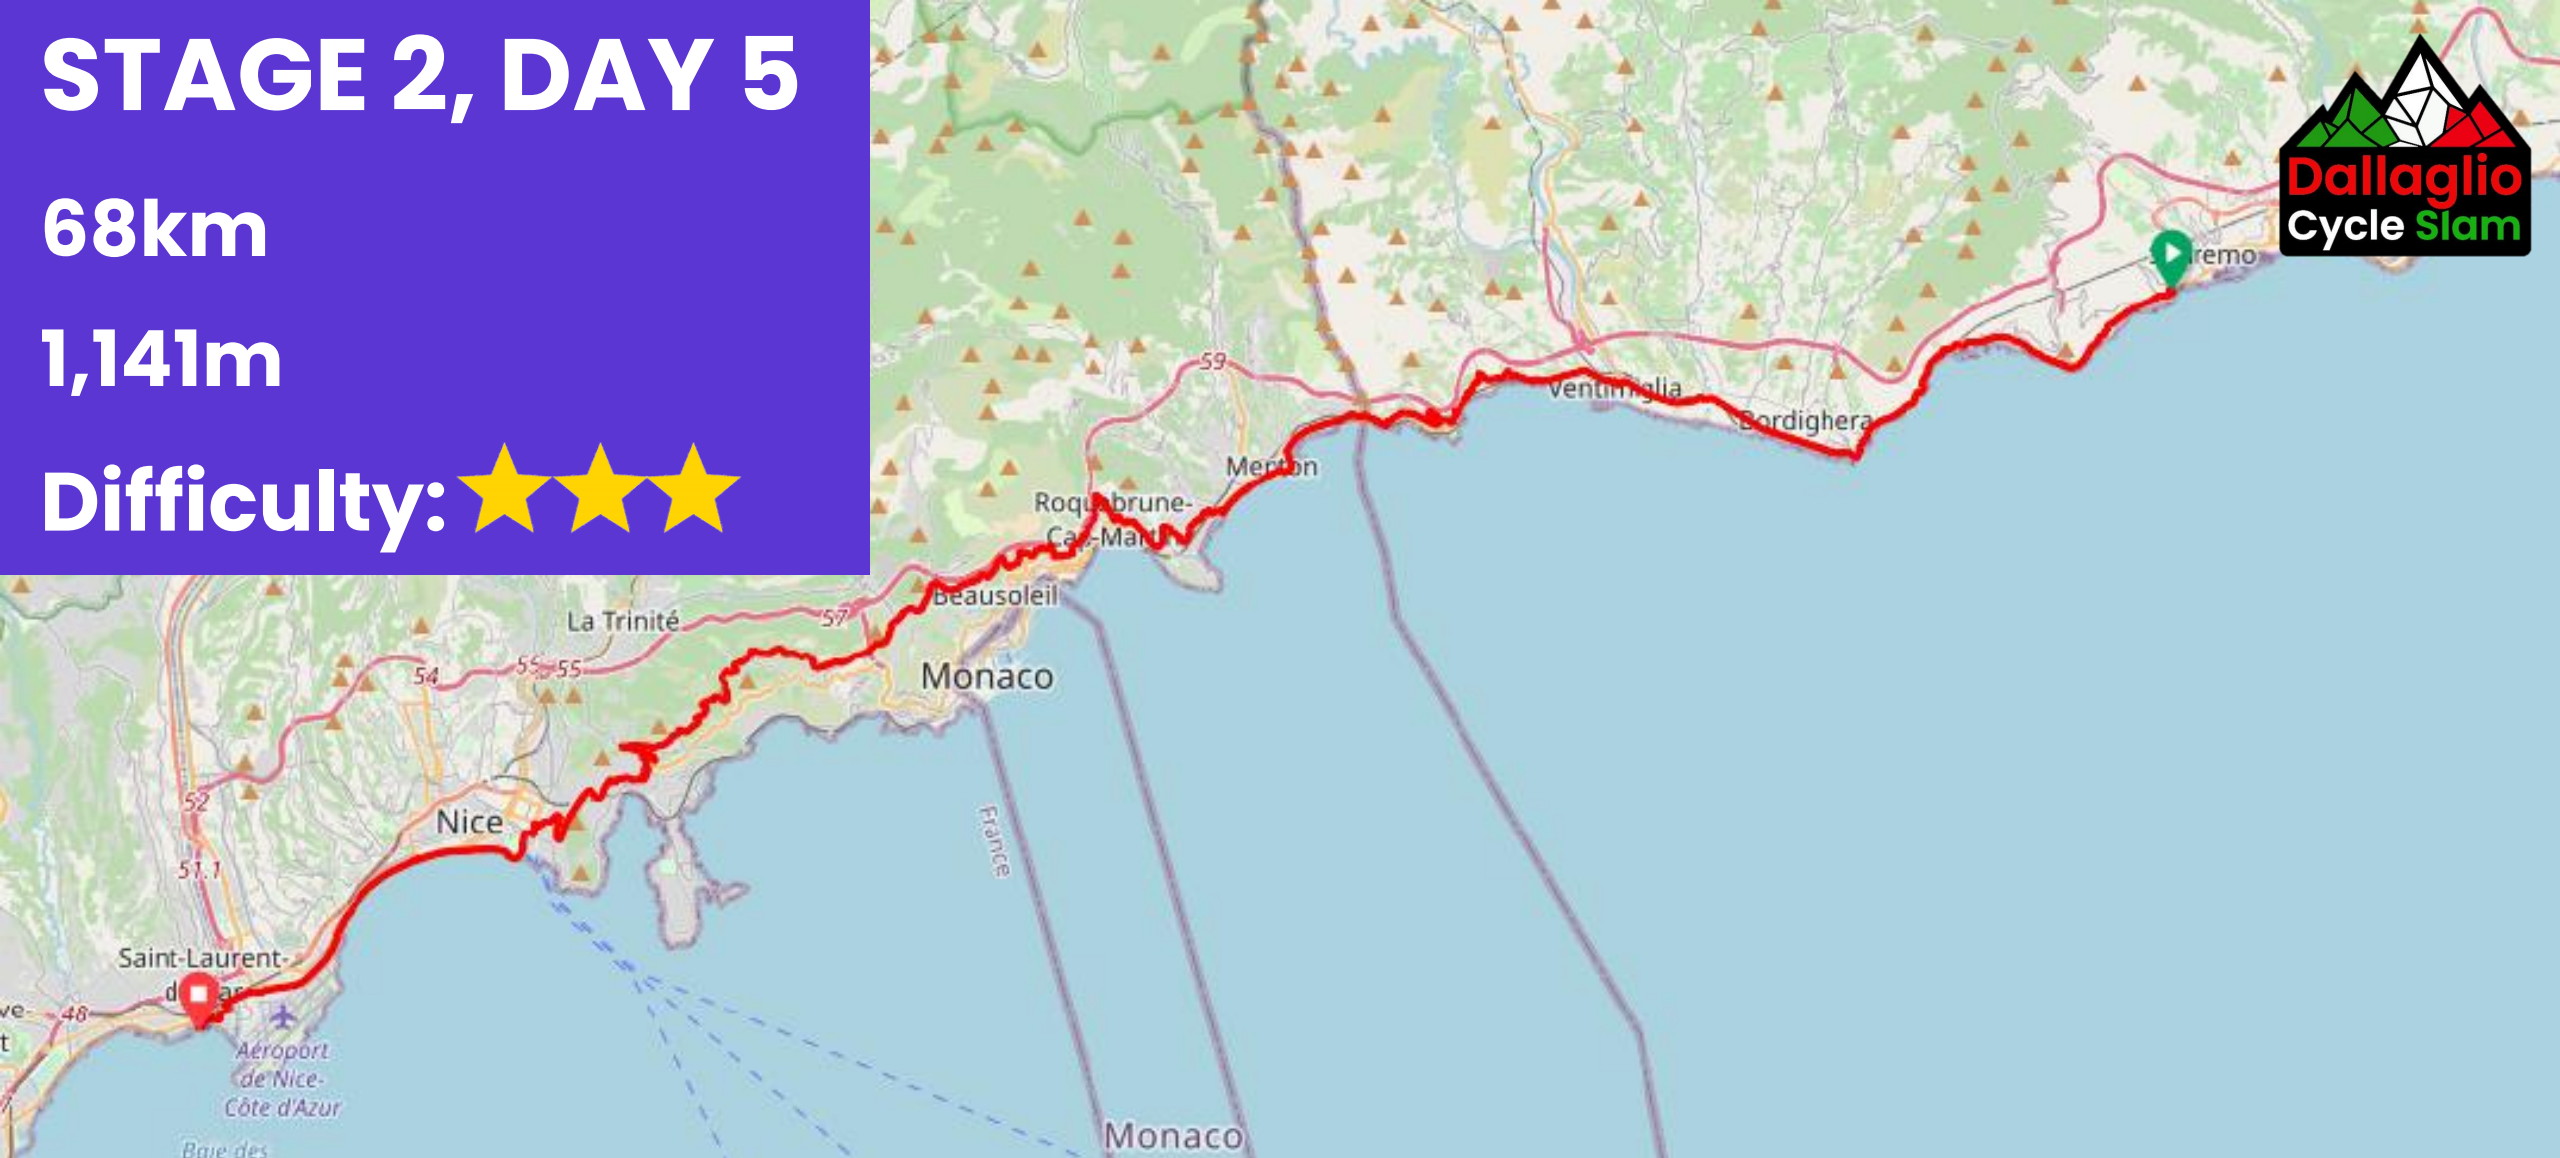 STAGE 2, DAY 5
68km
1,141m
Difficulty:
Dallaglio
Cycle Slam
59
Ventimiglia
Bordighera
Menton
Roquebrune-
Cap-Martin
Beausoleil
La Trinité
57
54
55
55
Monaco
52
Nice
51.1
France
Saint-Laurent-
48
Aéroport
de Nice-
Côte d'Azur
Monaco
Baie des